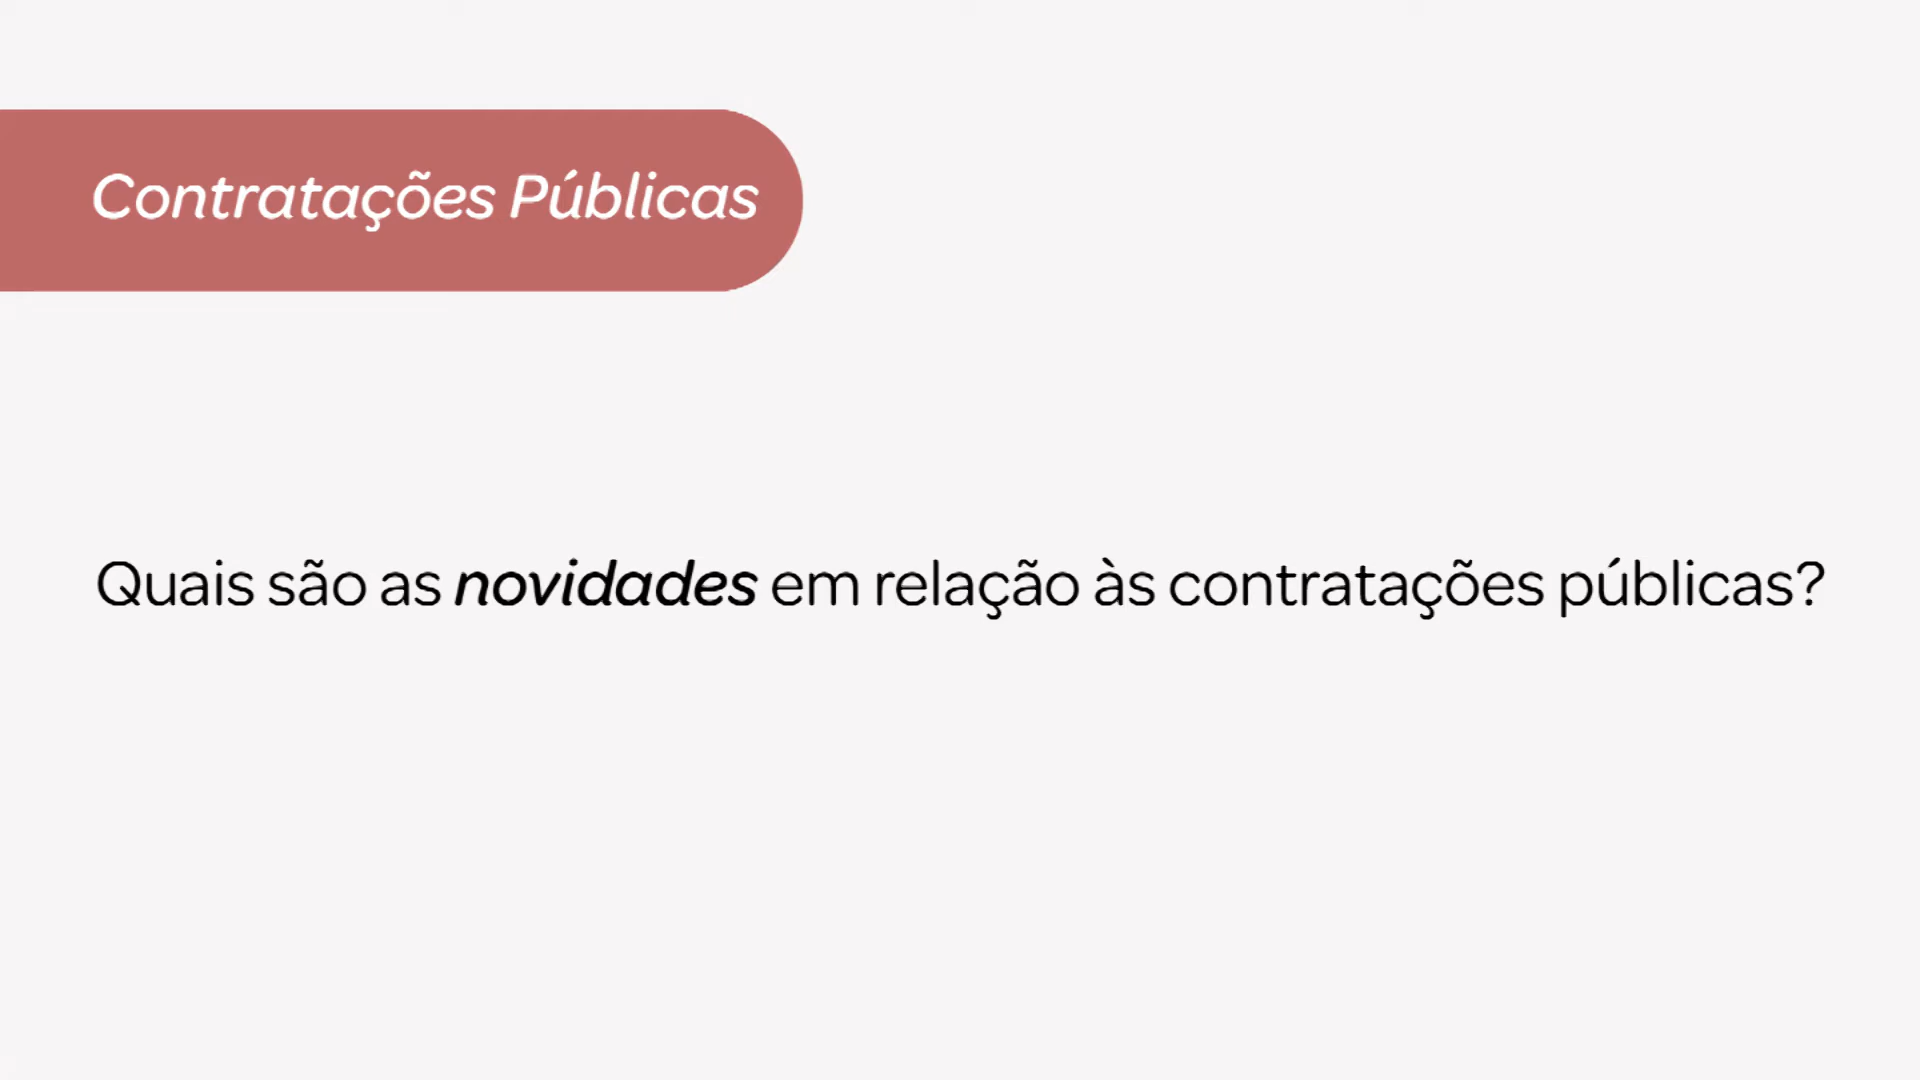 Contratações Públicas
Quais são as novidades em relação às contratações públicas?